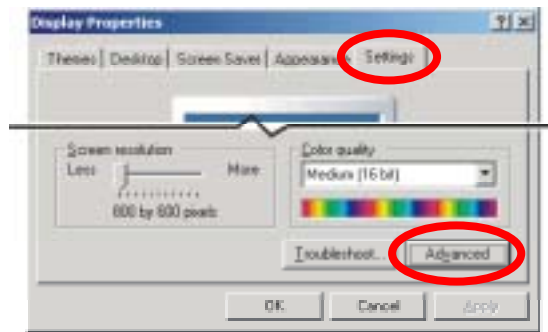 Display Properties
Themes Desktop Screen Saver Appearance Settings
Screen resolution
Less More
800 by 600 pixels
Color quality
Medium (16 bit)
Troubleshoot... Advanced
OK Cancel Apply